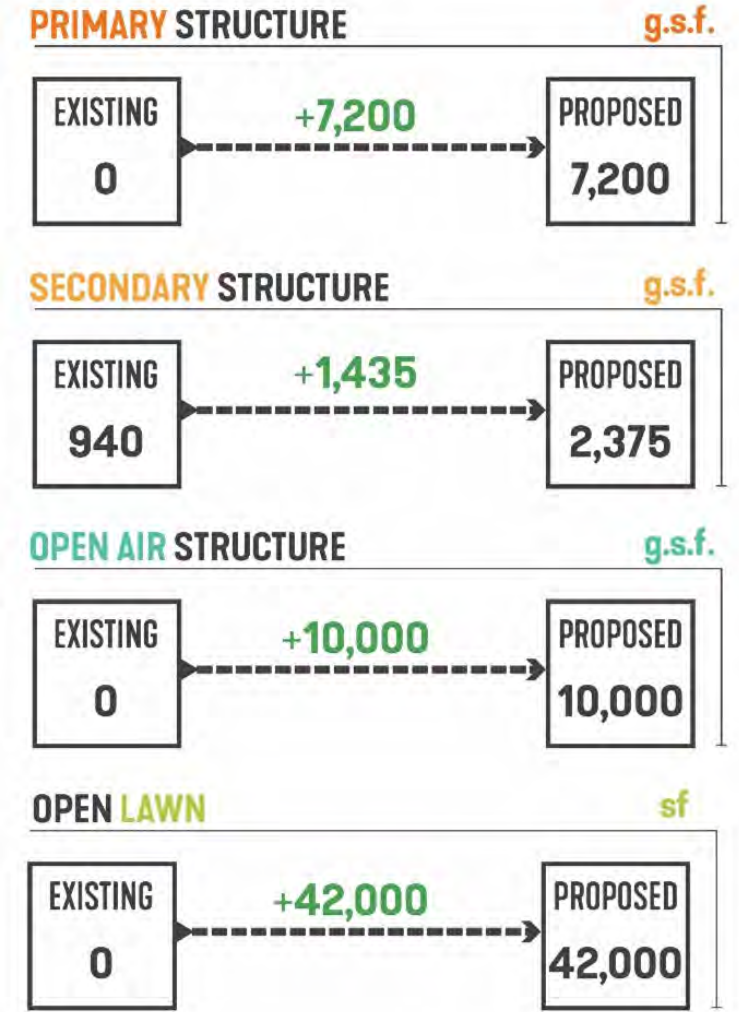 PRIMARY STRUCTURE g.s.f.
EXISTING +7,200 PROPOSED
0 7,200
SECONDARY STRUCTURE g.s.f.
EXISTING +1,435 PROPOSED
940 2,375
OPEN AIR STRUCTURE g.s.f.
EXISTING +10,000 PROPOSED
0 10,000
OPEN LAWN sf
EXISTING +42,000 PROPOSED
0 42,000